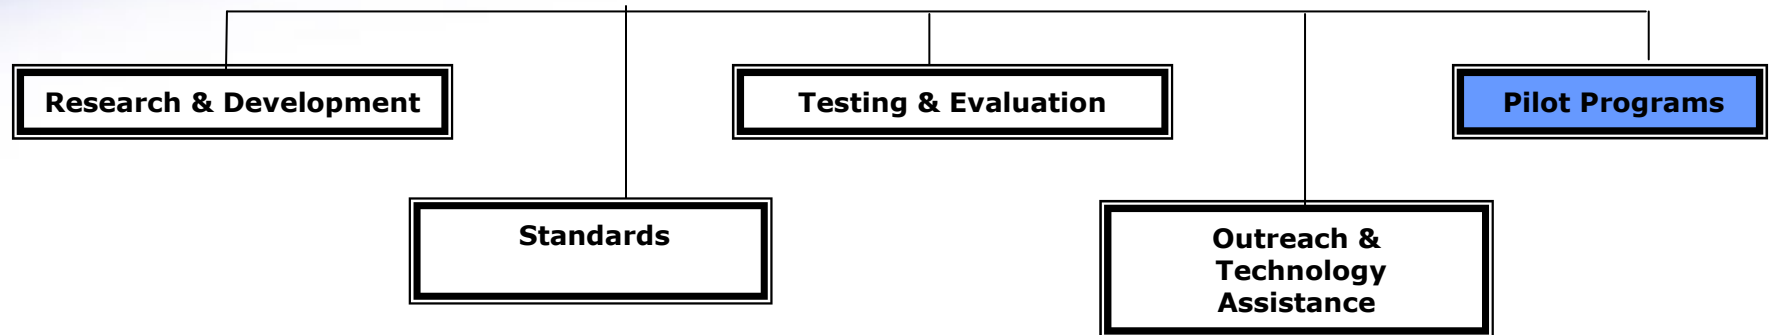 Research & Development
Testing & Evaluation
Pilot Programs
Standards
Outreach &
Technology
Assistance